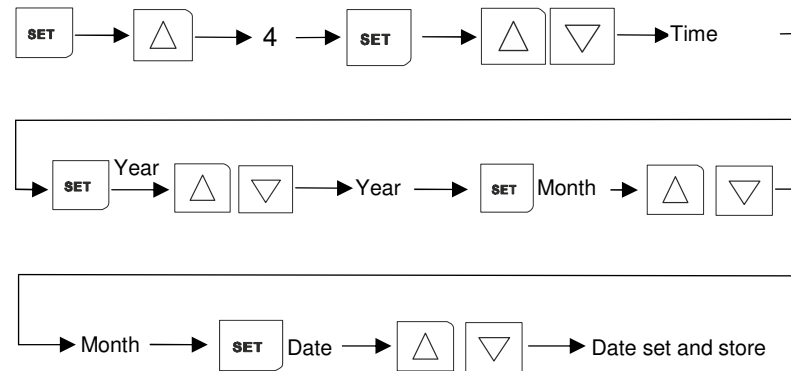 SET 4 SET Time
SET Year Year SET Month
Month SET Date Date set and store